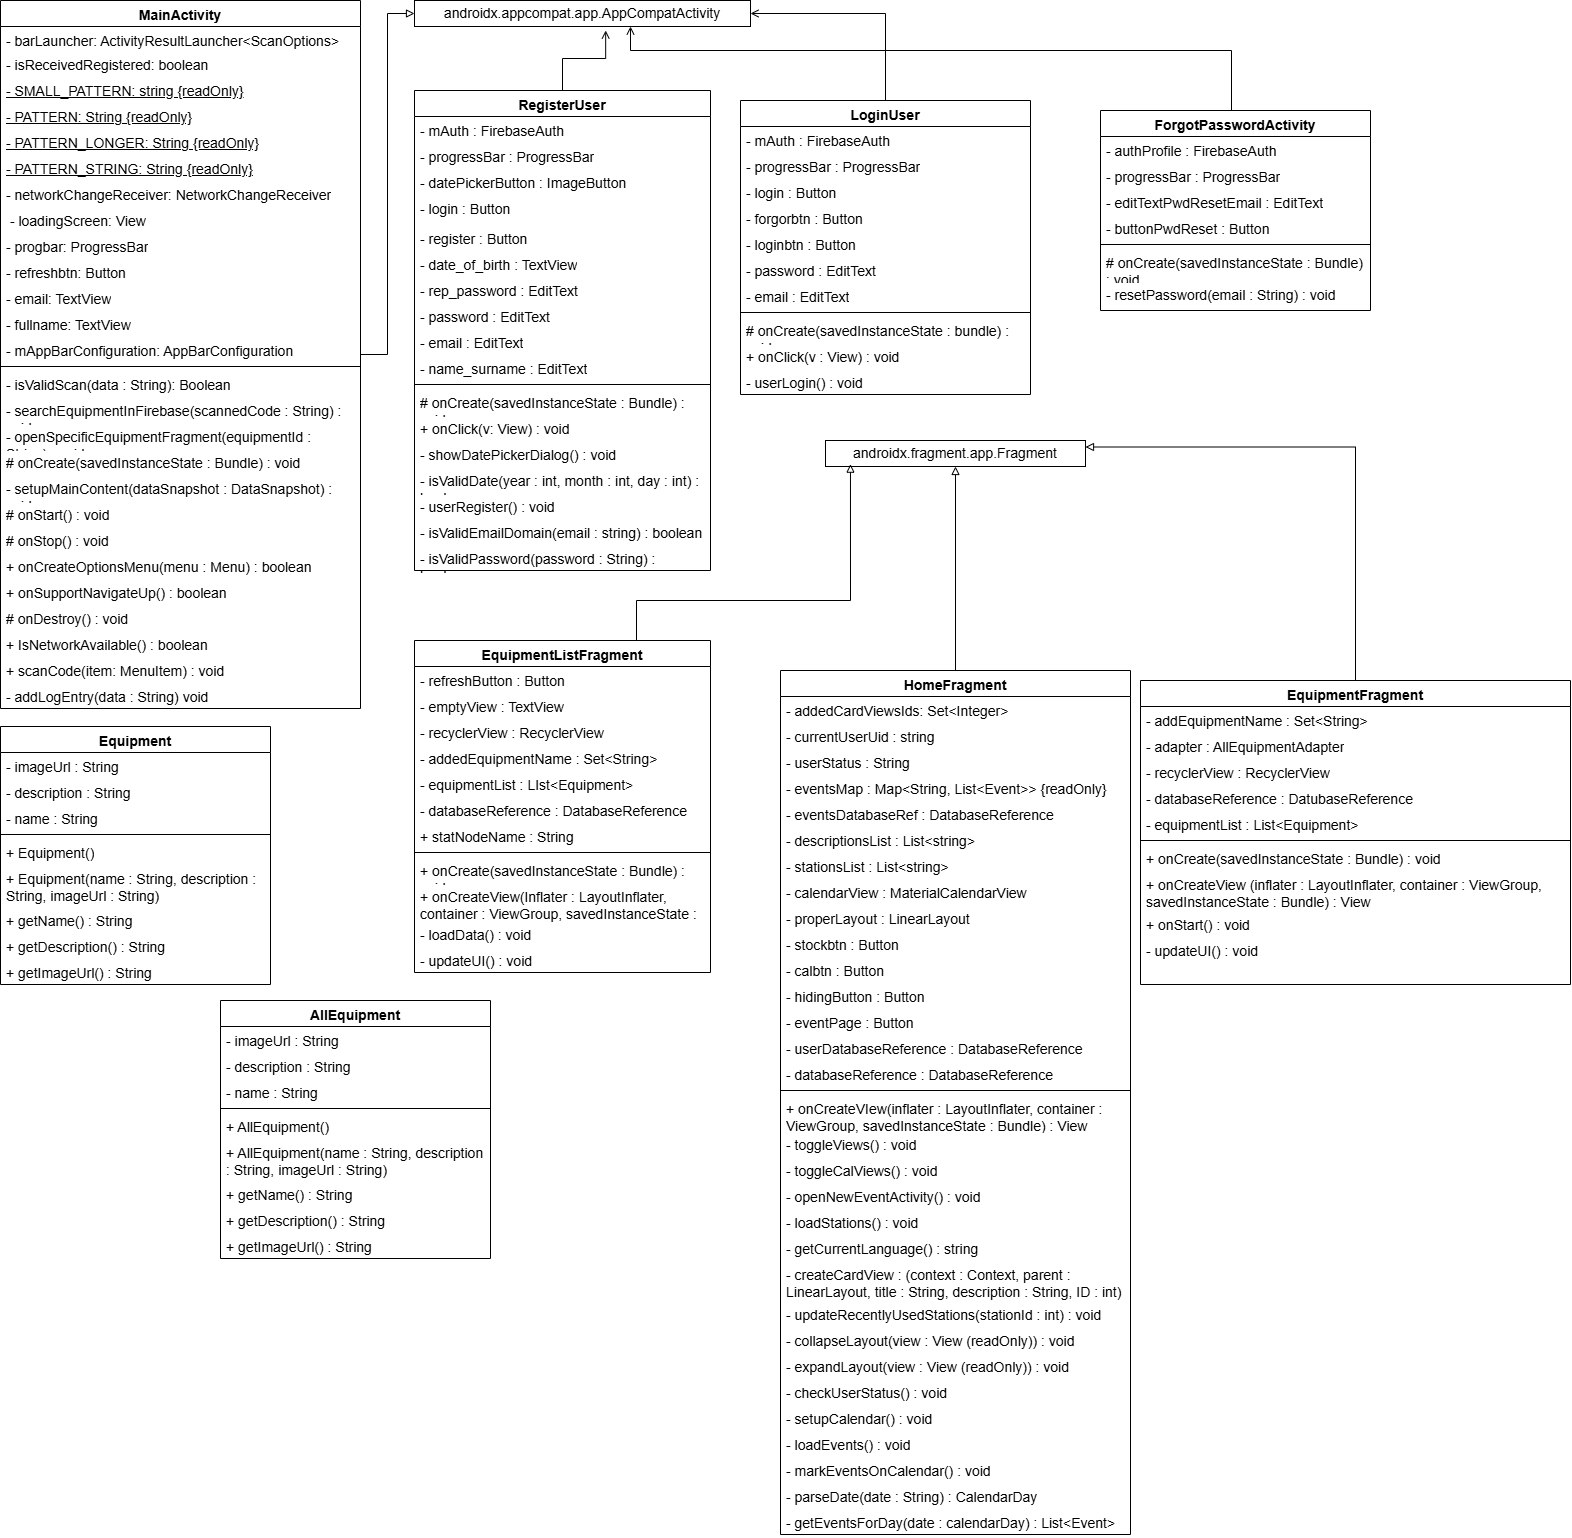 MainActivity
- barLauncher: ActivityResultLauncher<ScanOptions>
- isReceivedRegistered: boolean
- SMALL_PATTERN: string {readOnly}
- PATTERN: String {readOnly}
- PATTERN_LONGER: String {readOnly}
- PATTERN_STRING: String {readOnly}
- networkChangeReceiver: NetworkChangeReceiver
- loadingScreen: View
- progbar: ProgressBar
- refreshbtn: Button
- email: TextView
- fullname: TextView
- mAppBarConfiguration: AppBarConfiguration
- isValidScan(data : String): Boolean
- searchEquipmentInFirebase(scannedCode : String) :
- openSpecificEquipmentFragment(equipmentId :
# onCreate(savedInstanceState : Bundle) : void
- setupMainContent(dataSnapshot : DataSnapshot) :
# onStart() : void
# onStop() : void
+ onCreateOptionsMenu(menu : Menu) : boolean
+ onSupportNavigateUp() : boolean
# onDestroy() : void
+ IsNetworkAvailable() : boolean
+ scanCode(item: MenuItem) : void
- addLogEntry(data : String) void
androidx.appcompat.app.AppCompatActivity
RegisterUser
- mAuth : FirebaseAuth
- progressBar : ProgressBar
- datePickerButton : ImageButton
- login : Button
- register : Button
- date_of_birth : TextView
- rep_password : EditText
- password : EditText
- email : EditText
- name_surname : EditText
# onCreate(savedInstanceState : Bundle) :
+ onClick(v: View) : void
- showDatePickerDialog() : void
- isValidDate(year : int, month : int, day : int) :
- userRegister() : void
- isValidEmailDomain(email : string) : boolean
- isValidPassword(password : String) :
LoginUser
- mAuth : FirebaseAuth
- progressBar : ProgressBar
- login : Button
- forgorbtn : Button
- loginbtn : Button
- password : EditText
- email : EditText
# onCreate(savedInstanceState : bundle) :
+ onClick(v : View) : void
- userLogin() : void
ForgotPasswordActivity
- authProfile : FirebaseAuth
- progressBar : ProgressBar
- editTextPwdResetEmail : EditText
- buttonPwdReset : Button
# onCreate(savedInstanceState : Bundle)
: void
- resetPassword(email : String) : void
androidx.fragment.app.Fragment
EquipmentListFragment
- refreshButton : Button
- emptyView : TextView
- recyclerView : RecyclerView
- addedEquipmentName : Set<String>
- equipmentList : LIst<Equipment>
- databaseReference : DatabaseReference
+ statNodeName : String
+ onCreate(savedInstanceState : Bundle) :
+ onCreateView(Inflater : LayoutInflater,
container : ViewGroup, savedInstanceState :
- loadData() : void
- updateUI() : void
HomeFragment
- addedCardViewsIds: Set<Integer>
- currentUserUid : string
- userStatus : String
- eventsMap : Map<String, List<Event>> {readOnly}
- eventsDatabaseRef : DatabaseReference
- descriptionsList : List<string>
- stationsList : List<string>
- calendarView : MaterialCalendarView
- properLayout : LinearLayout
- stockbtn : Button
- calbtn : Button
- hidingButton : Button
- eventPage : Button
- userDatabaseReference : DatabaseReference
- databaseReference : DatabaseReference
+ onCreateVIew(inflater : LayoutInflater, container :
ViewGroup, savedInstanceState : Bundle) : View
- toggleViews() : void
- toggleCalViews() : void
- openNewEventActivity() : void
- loadStations() : void
- getCurrentLanguage() : string
- createCardView : (context : Context, parent :
LinearLayout, title : String, description : String, ID : int)
- updateRecentlyUsedStations(stationId : int) : void
- collapseLayout(view : View (readOnly)) : void
- expandLayout(view : View (readOnly)) : void
- checkUserStatus() : void
- setupCalendar() : void
- loadEvents() : void
- markEventsOnCalendar() : void
- parseDate(date : String) : CalendarDay
- getEventsForDay(date : calendarDay) : List<Event>
EquipmentFragment
- addEquipmentName : Set<String>
- adapter : AllEquipmentAdapter
- recyclerView : RecyclerView
- databaseReference : DatubaseReference
- equipmentList : List<Equipment>
+ onCreate(savedInstanceState : Bundle) : void
+ onCreateView (inflater : LayoutInflater, container : ViewGroup,
savedInstanceState : Bundle) : View
+ onStart() : void
- updateUI() : void
Equipment
- imageUrl : String
- description : String
- name : String
+ Equipment()
+ Equipment(name : String, description :
String, imageUrl : String)
+ getName() : String
+ getDescription() : String
+ getImageUrl() : String
AllEquipment
- imageUrl : String
- description : String
- name : String
+ AllEquipment()
+ AllEquipment(name : String, description
: String, imageUrl : String)
+ getName() : String
+ getDescription() : String
+ getImageUrl() : String